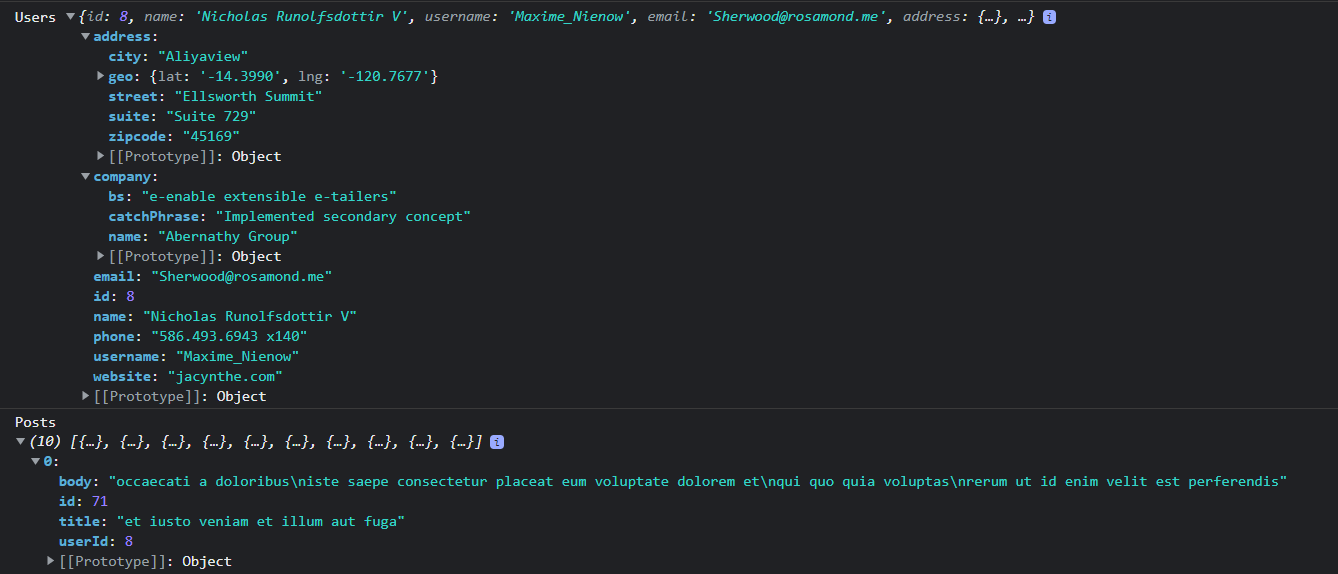 Users ▼{id: 8, name: 'Nicholas Runolfsdottir V', username: 'Maxime_Nienow', email: 'Sherwood@rosamond.me', address: {…}, …} i
▼address:
city: "Aliyaview"
▶geo: {lat: '-14.3990', lng: '-120.7677'}
street: "Ellsworth Summit"
suite: "Suite 729"
zipcode: "45169"
▶[[Prototype]]: Object
▼company:
bs: "e-enable extensible e-tailers"
catchPhrase: "Implemented secondary concept"
name: "Abernathy Group"
▶[[Prototype]]: Object
email: "Sherwood@rosamond.me"
id: 8
name: "Nicholas Runolfsdottir V"
phone: "586.493.6943 x140"
username: "Maxime_Nienow"
website: "jacynthe.com"
▶[[Prototype]]: Object
Posts
▼(10) [{…}, {…}, {…}, {…}, {…}, {…}, {…}, {…}, {…}, {…}] i
▼0:
body: "occaecati a doloribus\niste saepe consectetur placeat eum voluptate dolorem et\nqui quo quia voluptas\nrerum ut id enim velit est perferendis"
id: 71
title: "et iusto veniam et illum aut fuga"
userId: 8
▶[[Prototype]]: Object